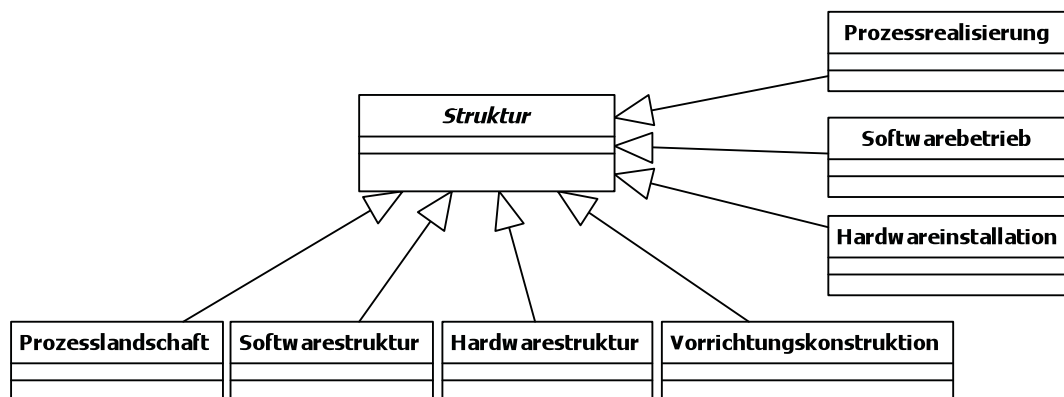 Prozessrealisierung
Struktur
Softwarebetrieb
Hardwareinstallation
Prozesslandschaft
Softwarestruktur
Hardwarestruktur
Vorrichtungskonstruktion